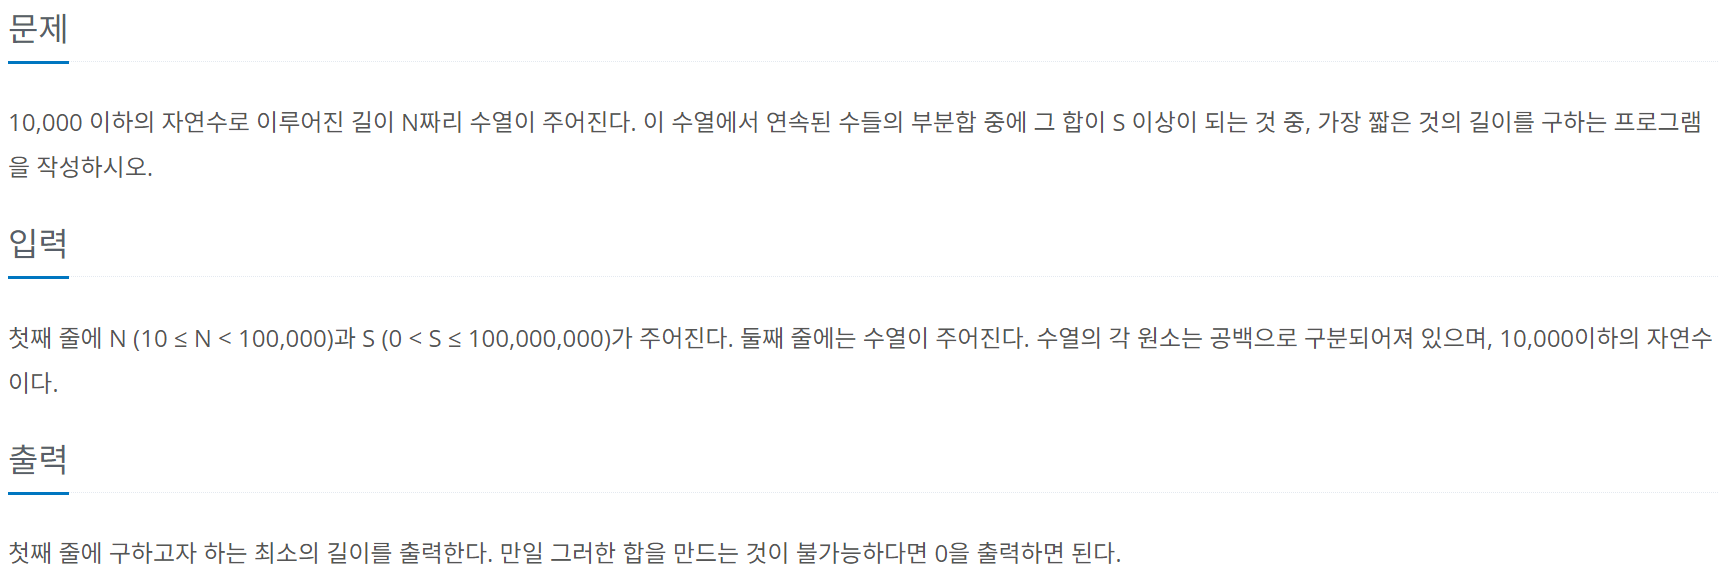 문제
10,000 이하의 자연수로 이루어진 길이 N짜리 수열이 주어진다. 이 수열에서 연속된 수들의 부분합 중에 그 합이 S 이상이 되는 것 중, 가장 짧은 것의 길이를 구하는 프로그램
을 작성하시오.
입력
첫째 줄에 N (10 ≤ N < 100,000)과 S (0 < S ≤ 100,000,000)가 주어진다. 둘째 줄에는 수열이 주어진다. 수열의 각 원소는 공백으로 구분되어져 있으며, 10,000이하의 자연수
이다.
출력
첫째 줄에 구하고자 하는 최소의 길이를 출력한다. 만일 그러한 합을 만드는 것이 불가능하다면 0을 출력하면 된다.